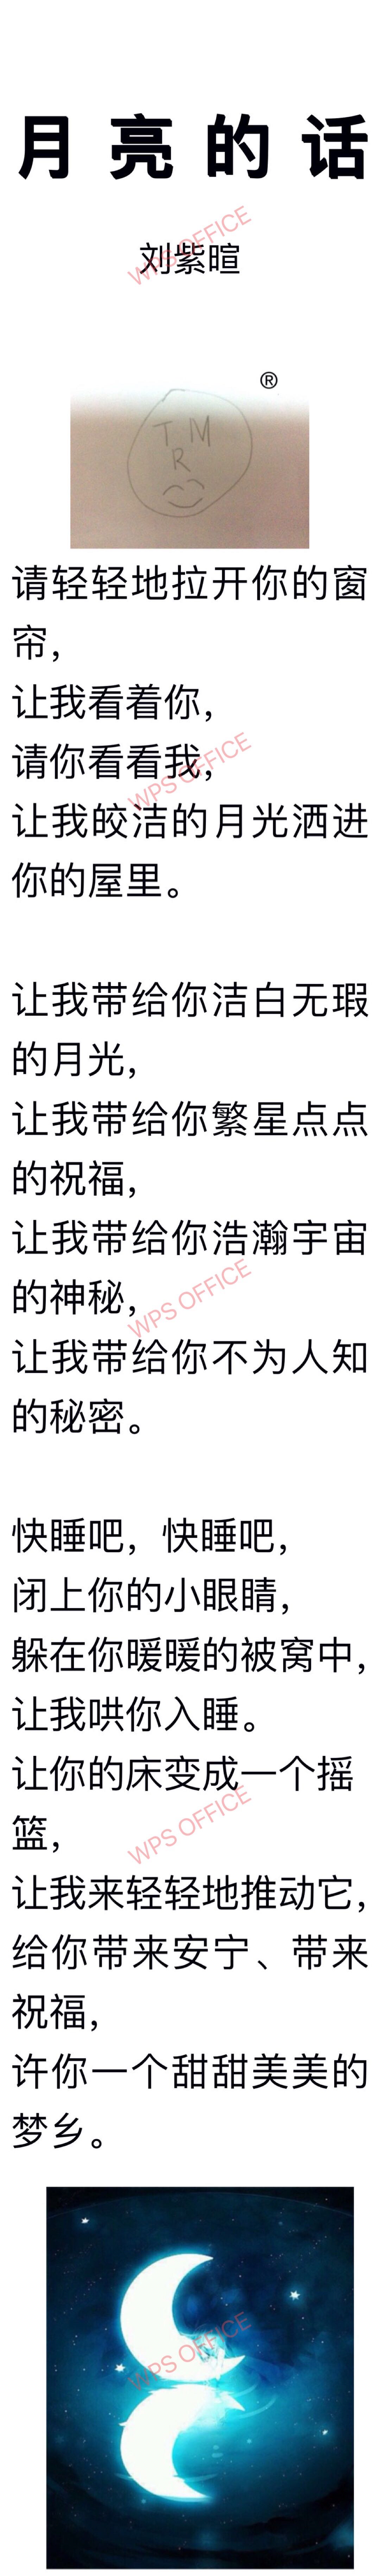 月亮的话
刘紫暄
WPS OFFICE
®
T M
R
请轻轻地拉开你的窗
帘，
让我看着你，
请你看看我，
WPS OFFICE
让我皎洁的月光洒进
你的屋里。
让我带给你洁白无瑕
的月光，
让我带给你繁星点点
的祝福，
让我带给你浩瀚宇宙
的神秘，
WPS OFFICE
让我带给你不为人知
的秘密。
快睡吧，快睡吧，
闭上你的小眼睛，
躲在你暖暖的被窝中，
让我哄你入睡。
让你的床变成一个摇
篮，
WPS OFFICE
让我来轻轻地推动它，
给你带来安宁、带来
祝福，
许你一个甜甜美美的
梦乡。
WPS OFFICE